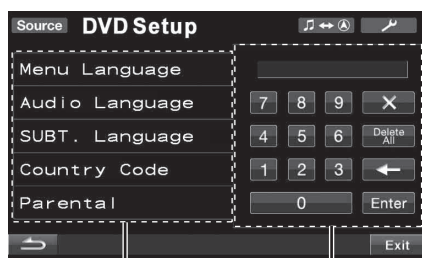 Source DVD Setup
Menu Language
Audio Language
SUBT. Language
Country Code
Parental
7 8 9
4 5 6 Delete All
1 2 3
0 Enter
Exit